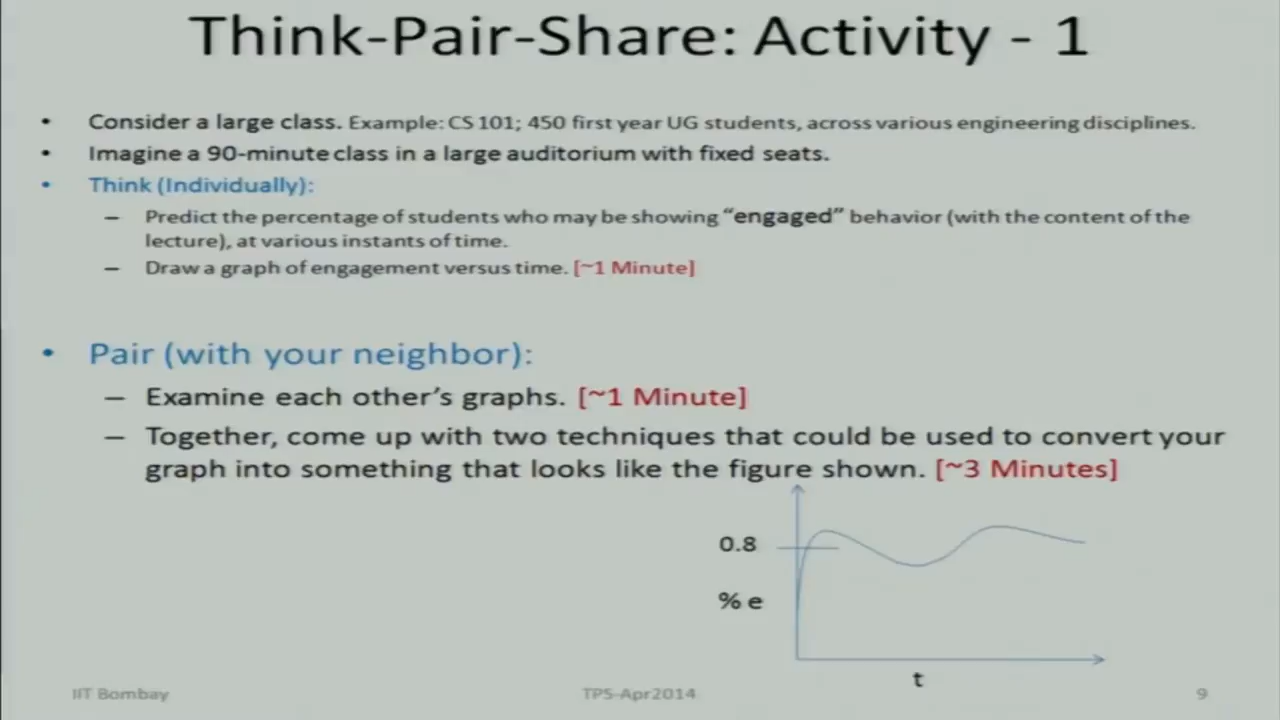 Think-Pair-Share: Activity - 1
• Consider a large class. Example: CS 101; 450 first year UG students, across various engineering disciplines.
• Imagine a 90-minute class in a large auditorium with fixed seats.
• Think (Individually):
– Predict the percentage of students who may be showing “engaged” behavior (with the content of the
lecture), at various instants of time.
– Draw a graph of engagement versus time. [~1 Minute]
• Pair (with your neighbor):
– Examine each other’s graphs. [~1 Minute]
– Together, come up with two techniques that could be used to convert your
graph into something that looks like the figure shown. [~3 Minutes]
0.8
% e
t
IIT Bombay TPS-Apr2014 9